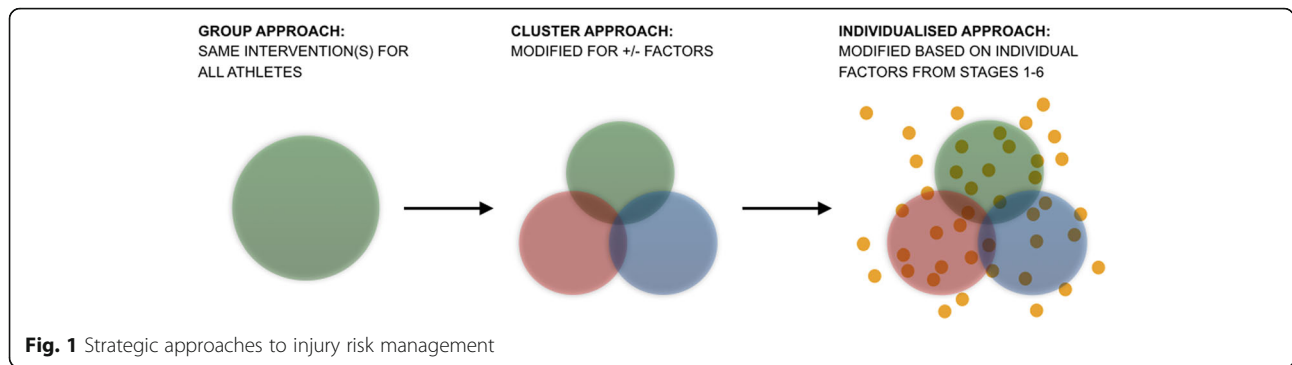 GROUP APPROACH:
SAME INTERVENTION(S) FOR
ALL ATHLETES
CLUSTER APPROACH:
MODIFIED FOR +/- FACTORS
INDIVIDUALISED APPROACH:
MODIFIED BASED ON INDIVIDUAL
FACTORS FROM STAGES 1-6
Fig. 1 Strategic approaches to injury risk management